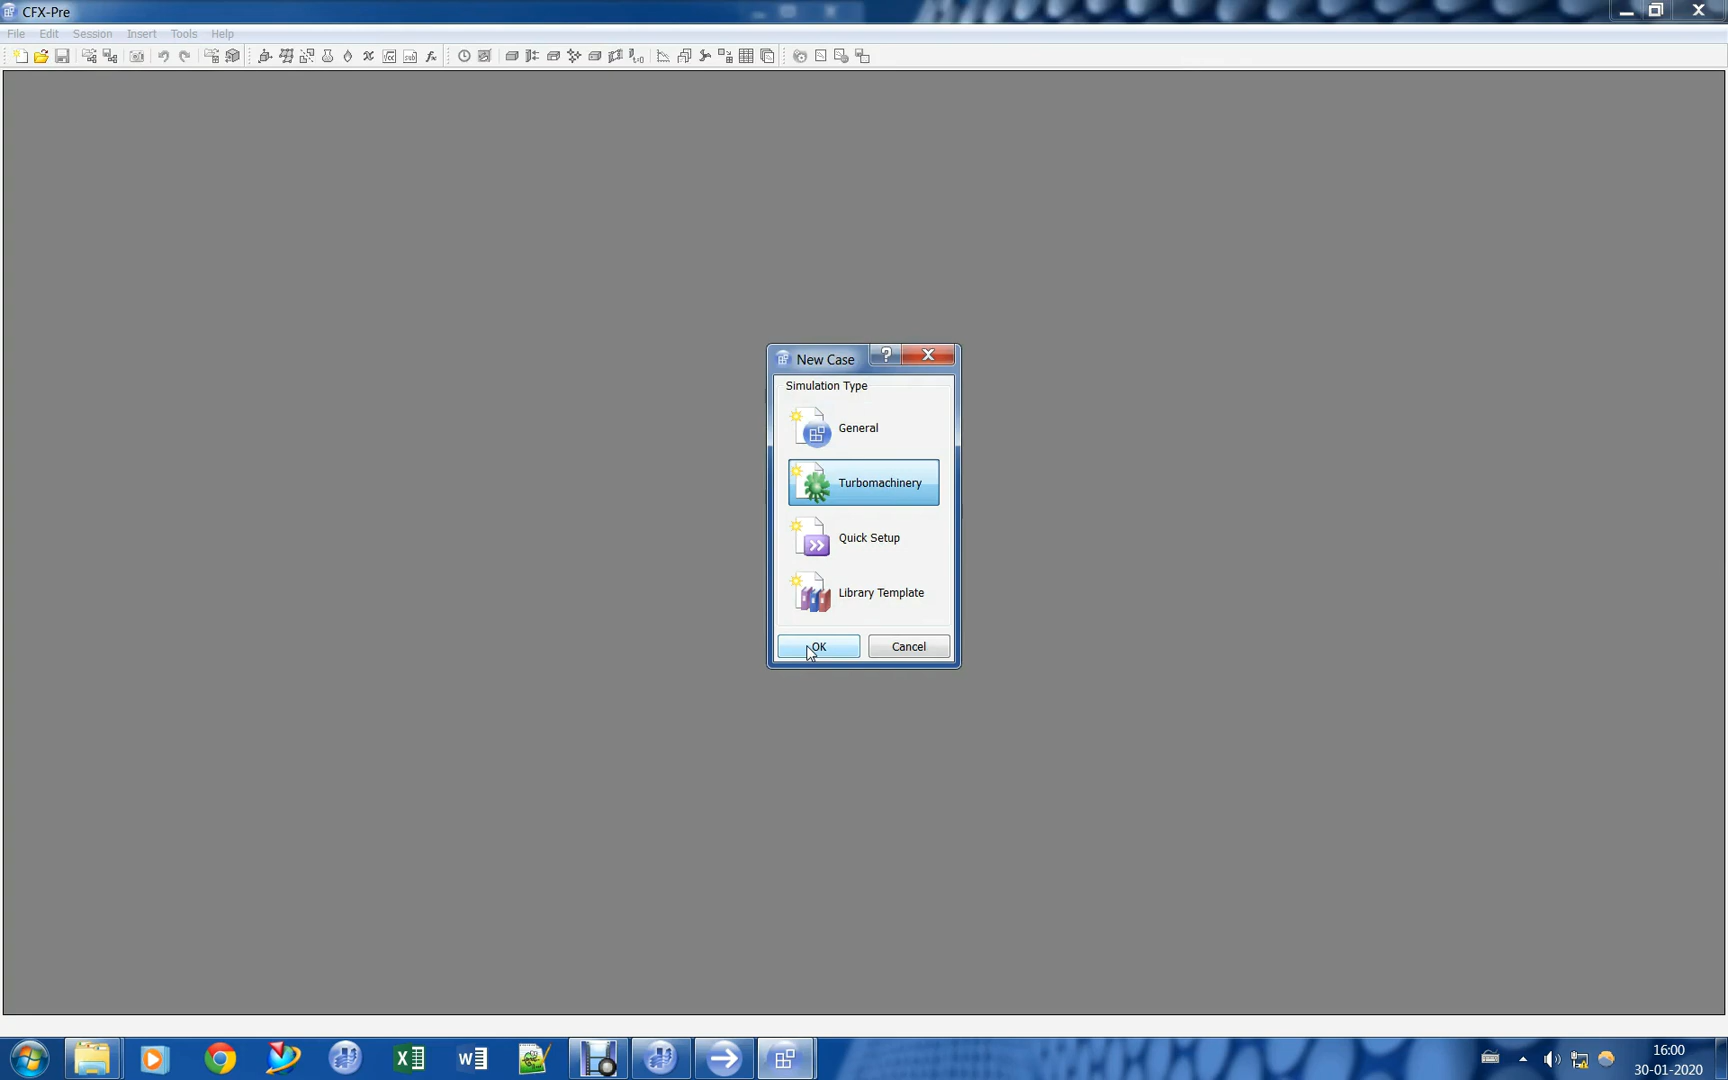 CFX-Pre
File Edit Session Insert Tools Help
New Case
Simulation Type
General
Turbomachinery
Quick Setup
Library Template
OK Cancel
16:00
30-01-2020